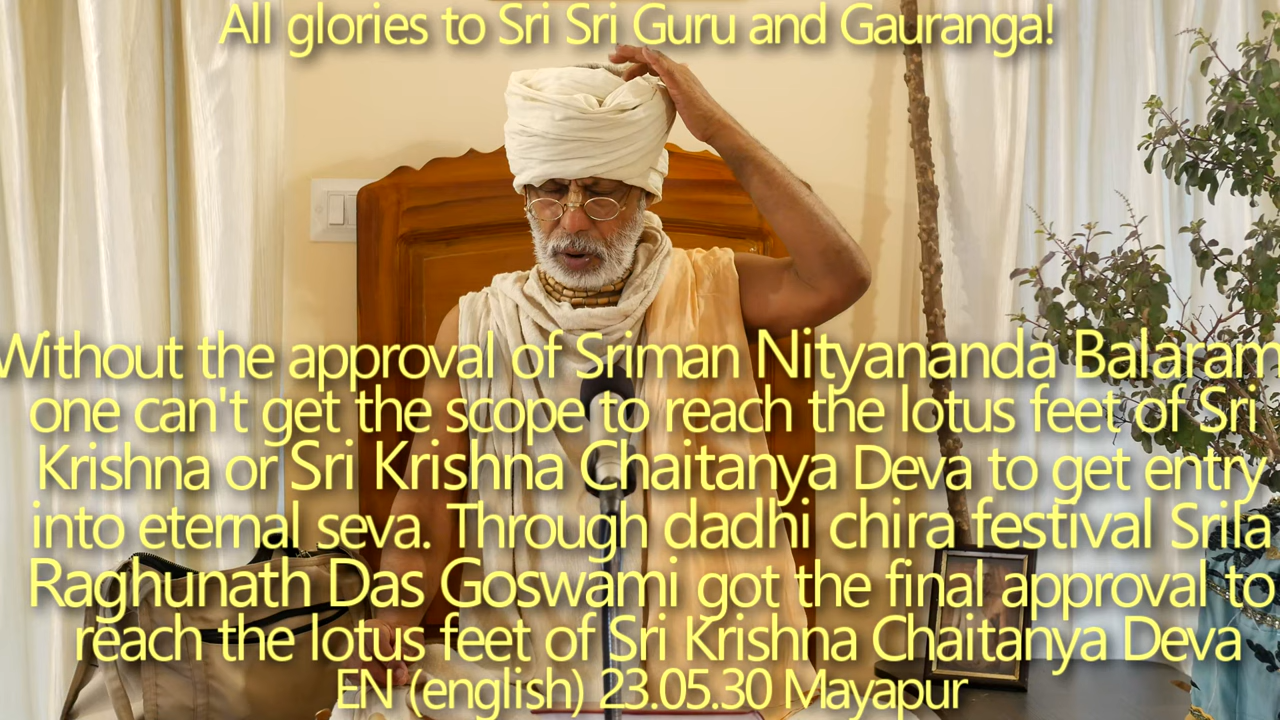 All glories to Sri Sri Guru and Gauranga!
Without the approval of Sriman Nityananda Balaram
one can't get the scope to reach the lotus feet of Sri
Krishna or Sri Krishna Chaitanya Deva to get entry
into eternal seva. Through dadhi chira festival Srila
Raghunath Das Goswami got the final approval to
reach the lotus feet of Sri Krishna Chaitanya Deva
EN (english) 23.05.30 Mayapur